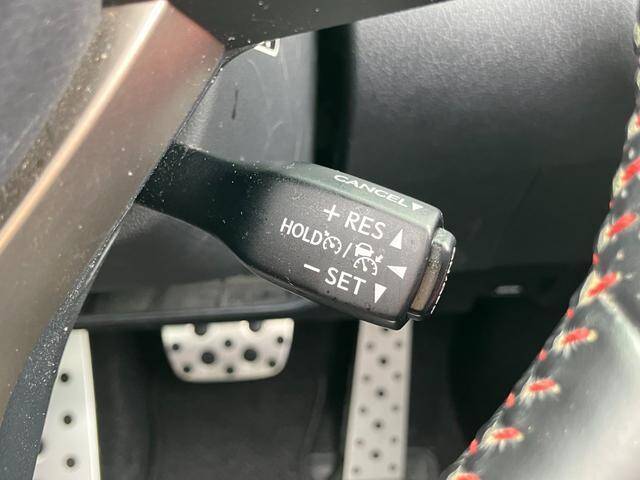 CANCEL▼
+ RES ▲
HOLD /
− SET ▼